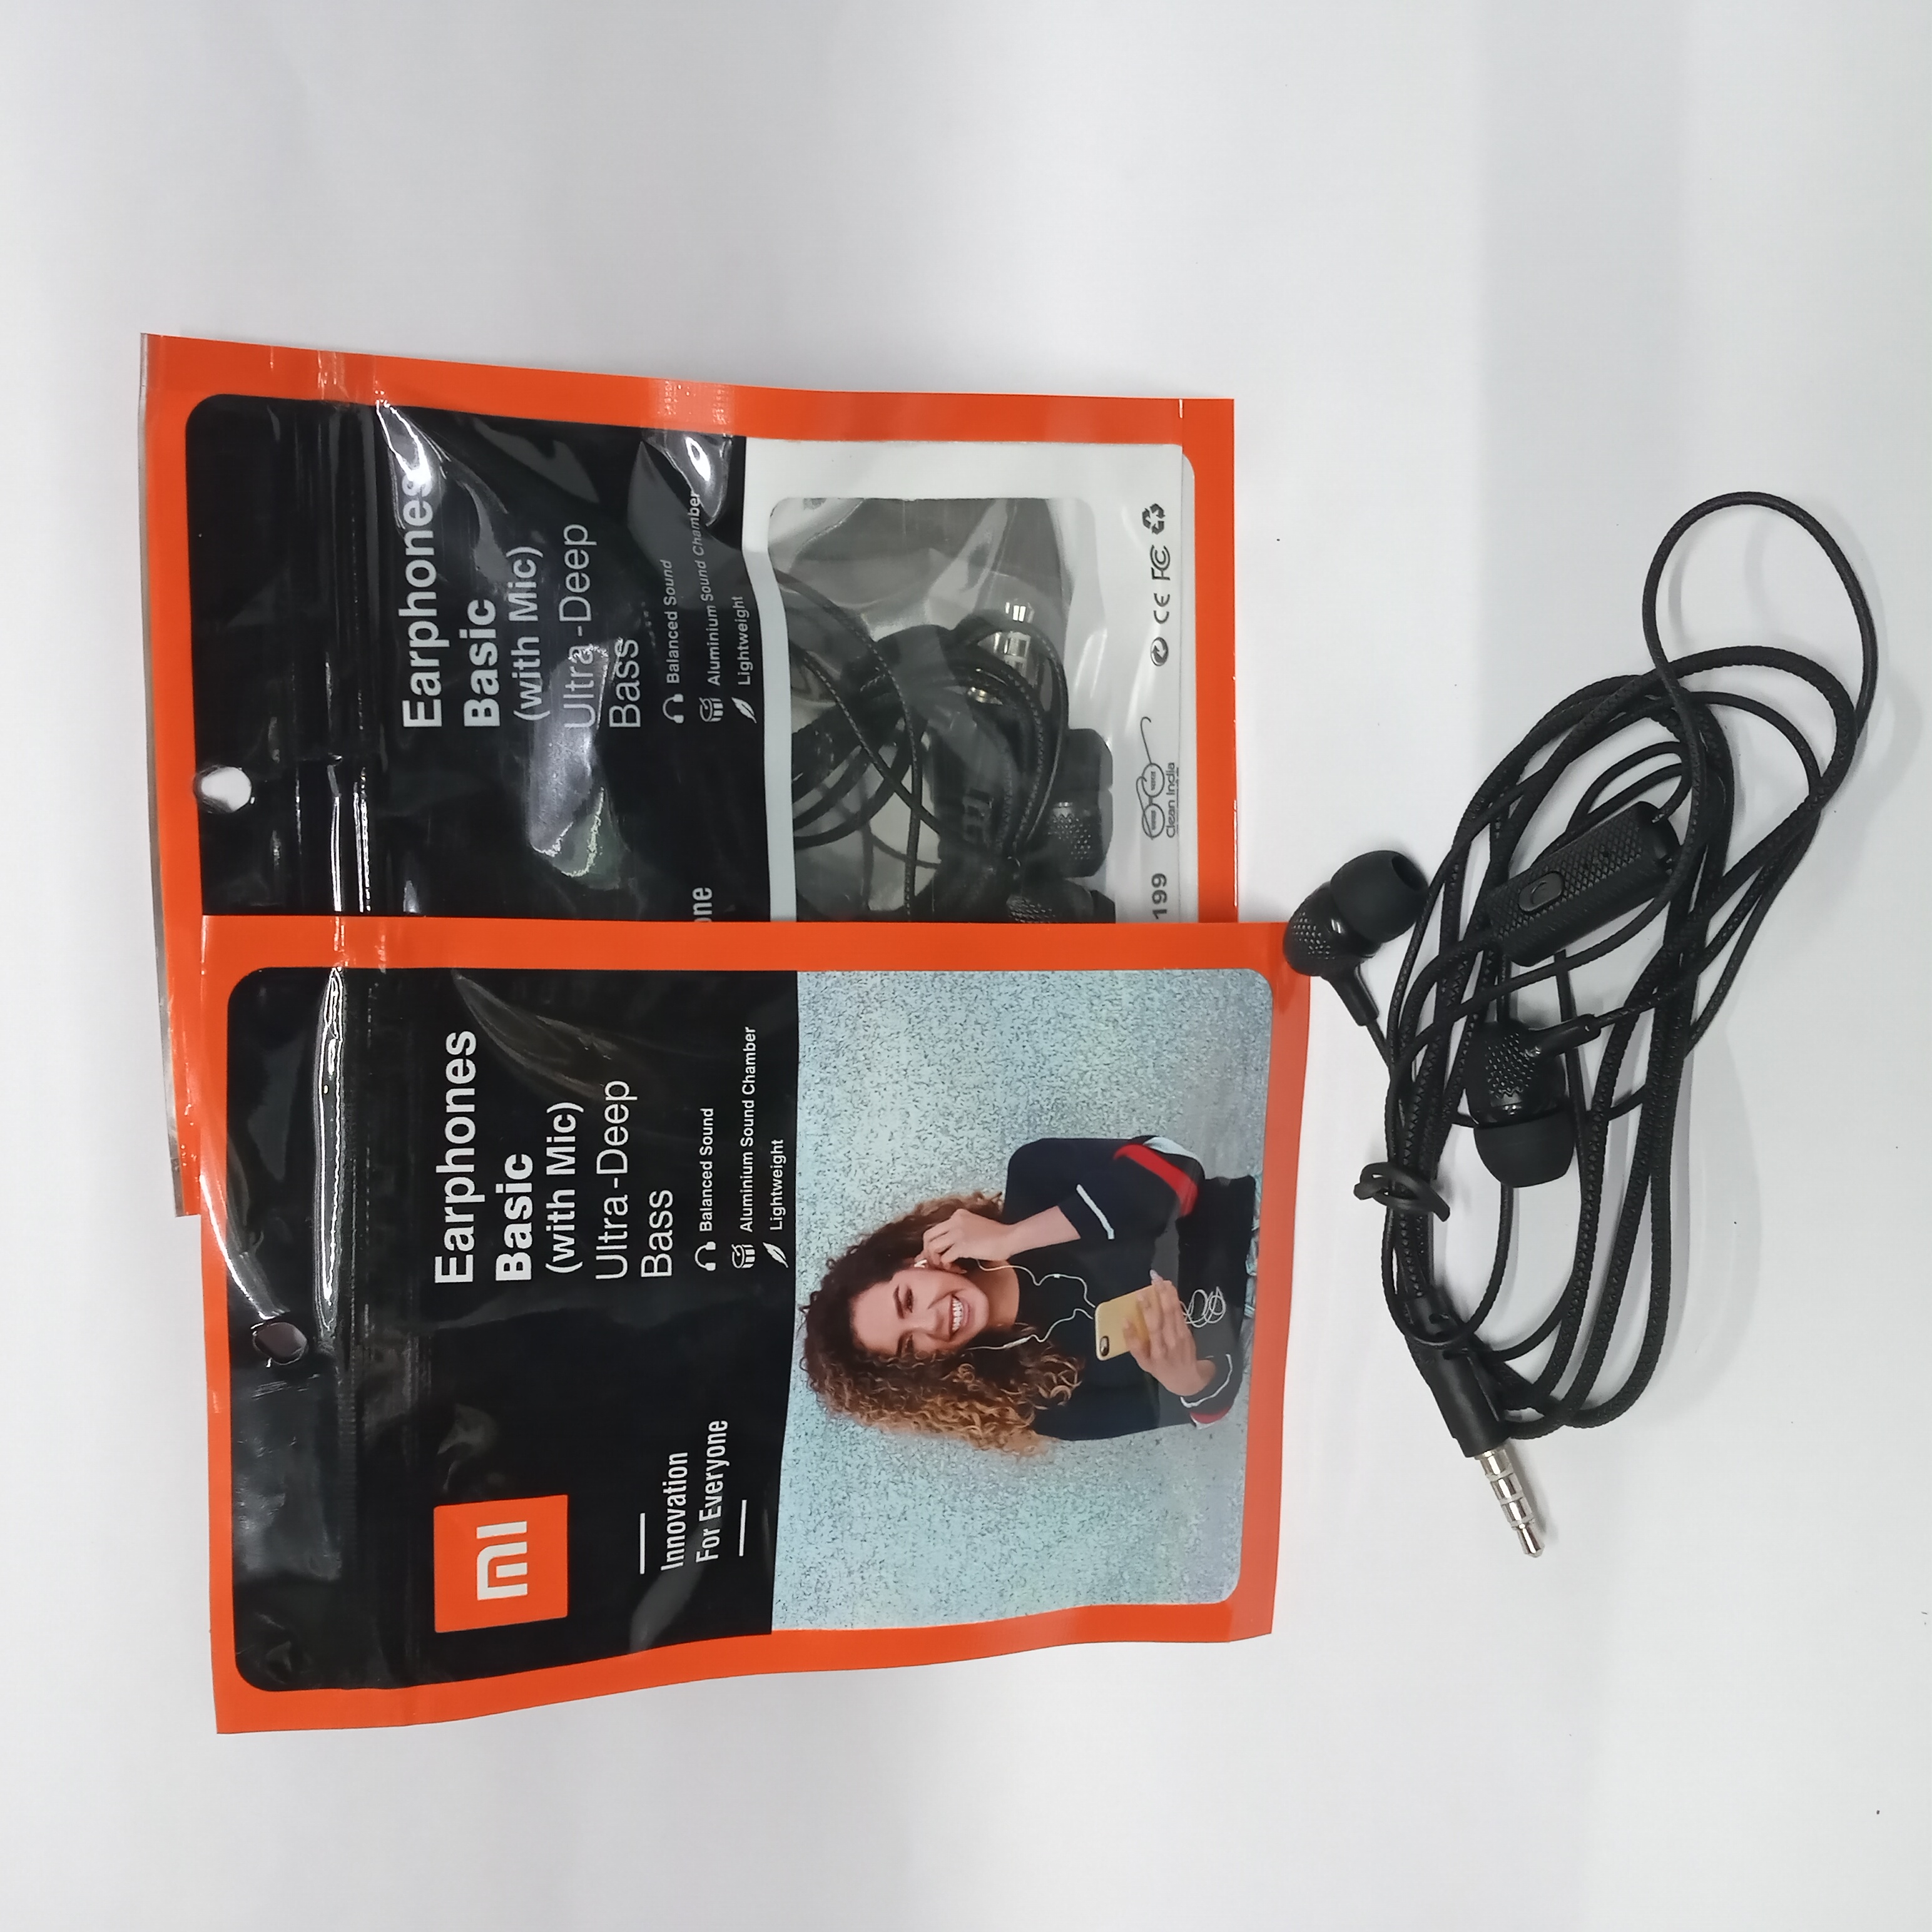 mi
Earphones
Basic
(with Mic)
Ultra-Deep
Bass
Innovation
For Everyone
Balanced Sound
Aluminium Sound Chamber
Lightweight
Earphones
Basic
(with Mic)
Ultra-Deep
Bass
one
Balanced Sound
Aluminium Sound Chamber
Lightweight
199
Clean India
CE FC